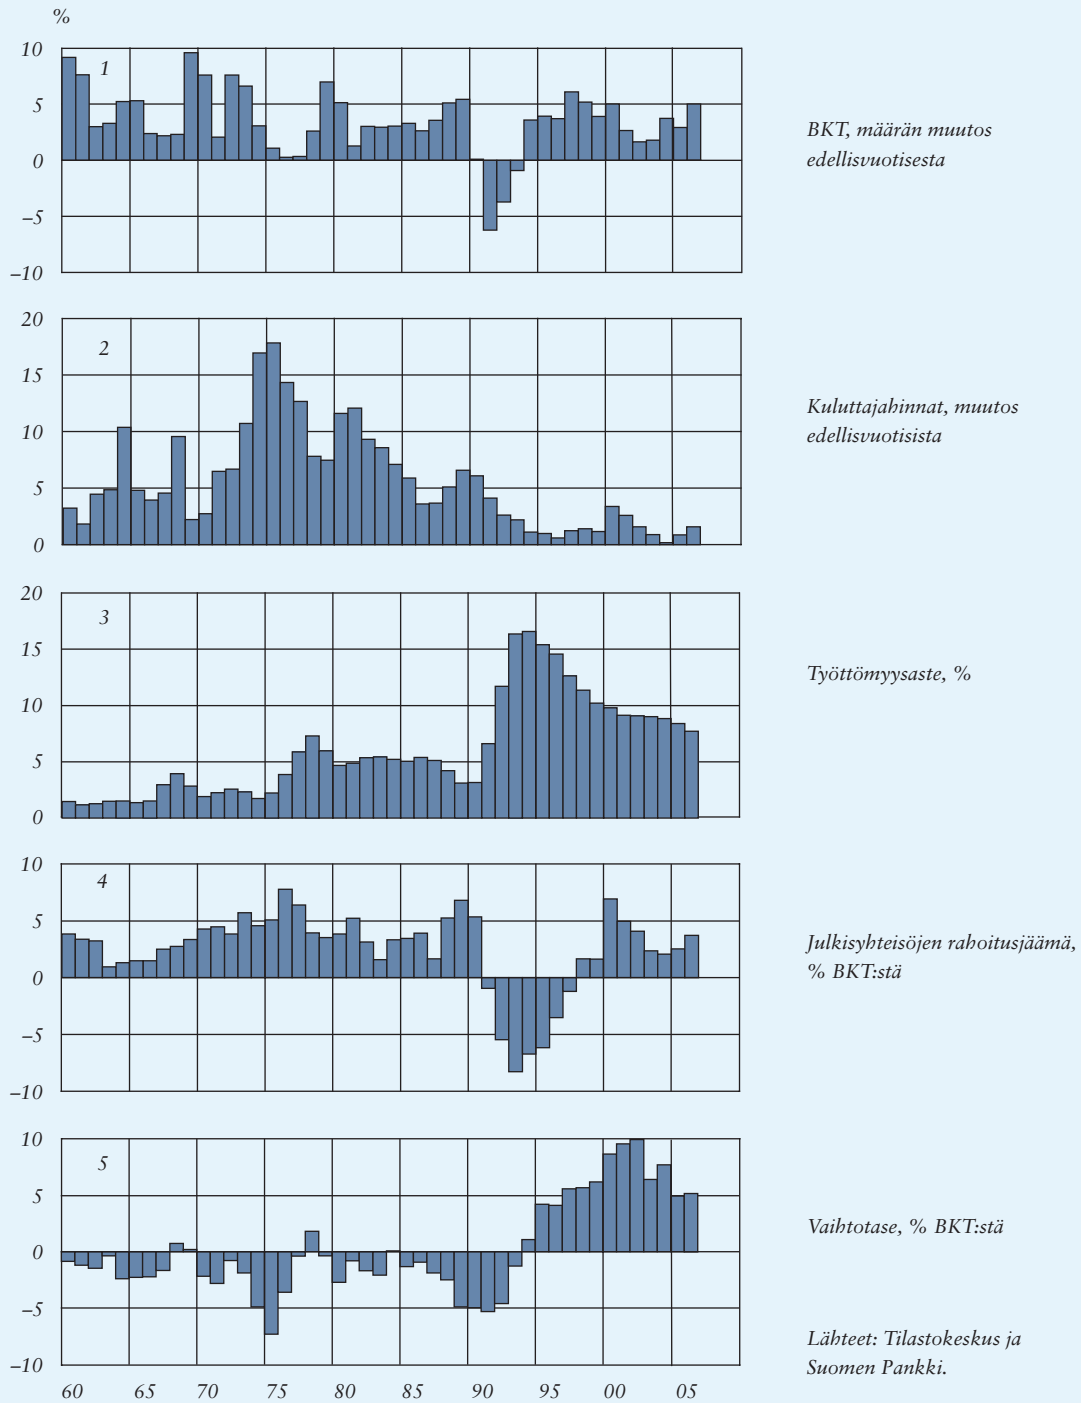 %
10
5
0
–5
–10
1
BKT, määrän muutos
edellisvuotisesta
20
15
10
5
0
2
Kuluttajahinnat, muutos
edellisvuotisista
20
15
10
5
0
3
Työttömyysaste, %
10
5
0
–5
–10
4
Julkisyhteisöjen rahoitusjäämä,
% BKT:stä
10
5
0
–5
–10
5
Vaihtotase, % BKT:stä
Lähteet: Tilastokeskus ja
Suomen Pankki.
60 65 70 75 80 85 90 95 00 05